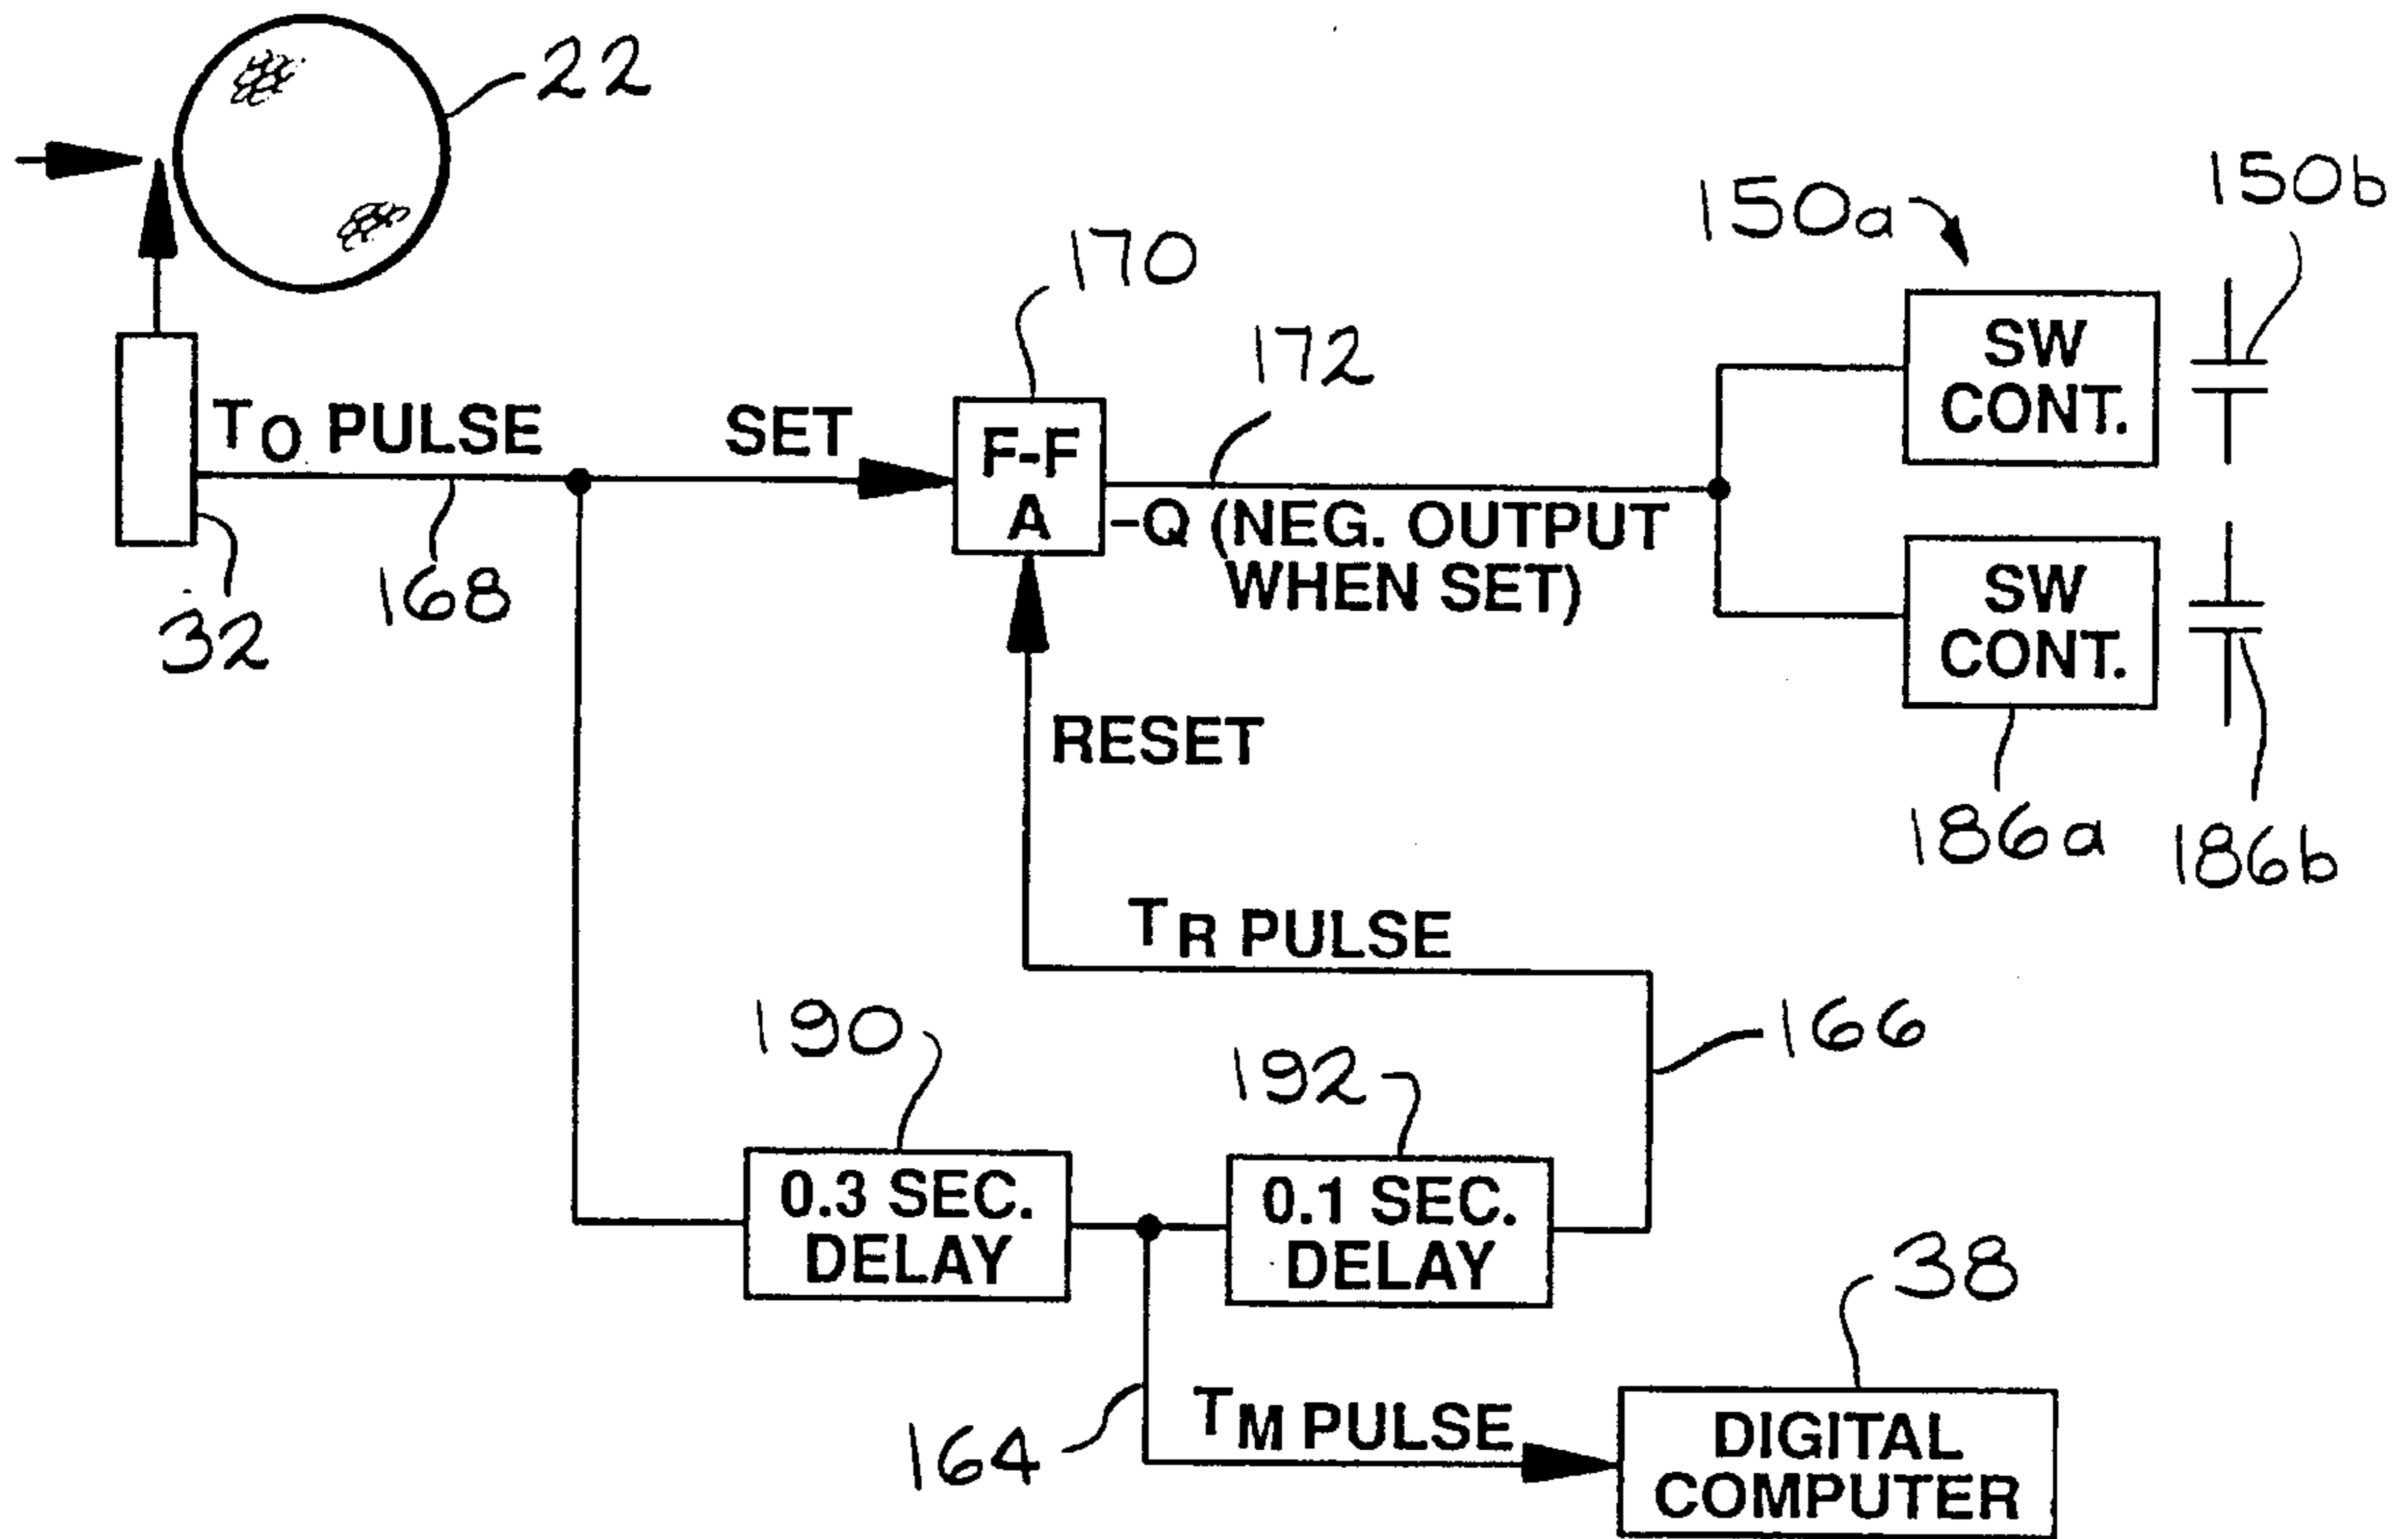 22
150a
150b
170
172
SW
CONT.
T₀ PULSE
SET
F-F
A
-Q (NEG. OUTPUT
WHEN SET)
32
168
SW
CONT.
RESET
186a
186b
TR PULSE
190
192
166
0.3 SEC.
DELAY
0.1 SEC.
DELAY
38
164
TM PULSE
DIGITAL
COMPUTER